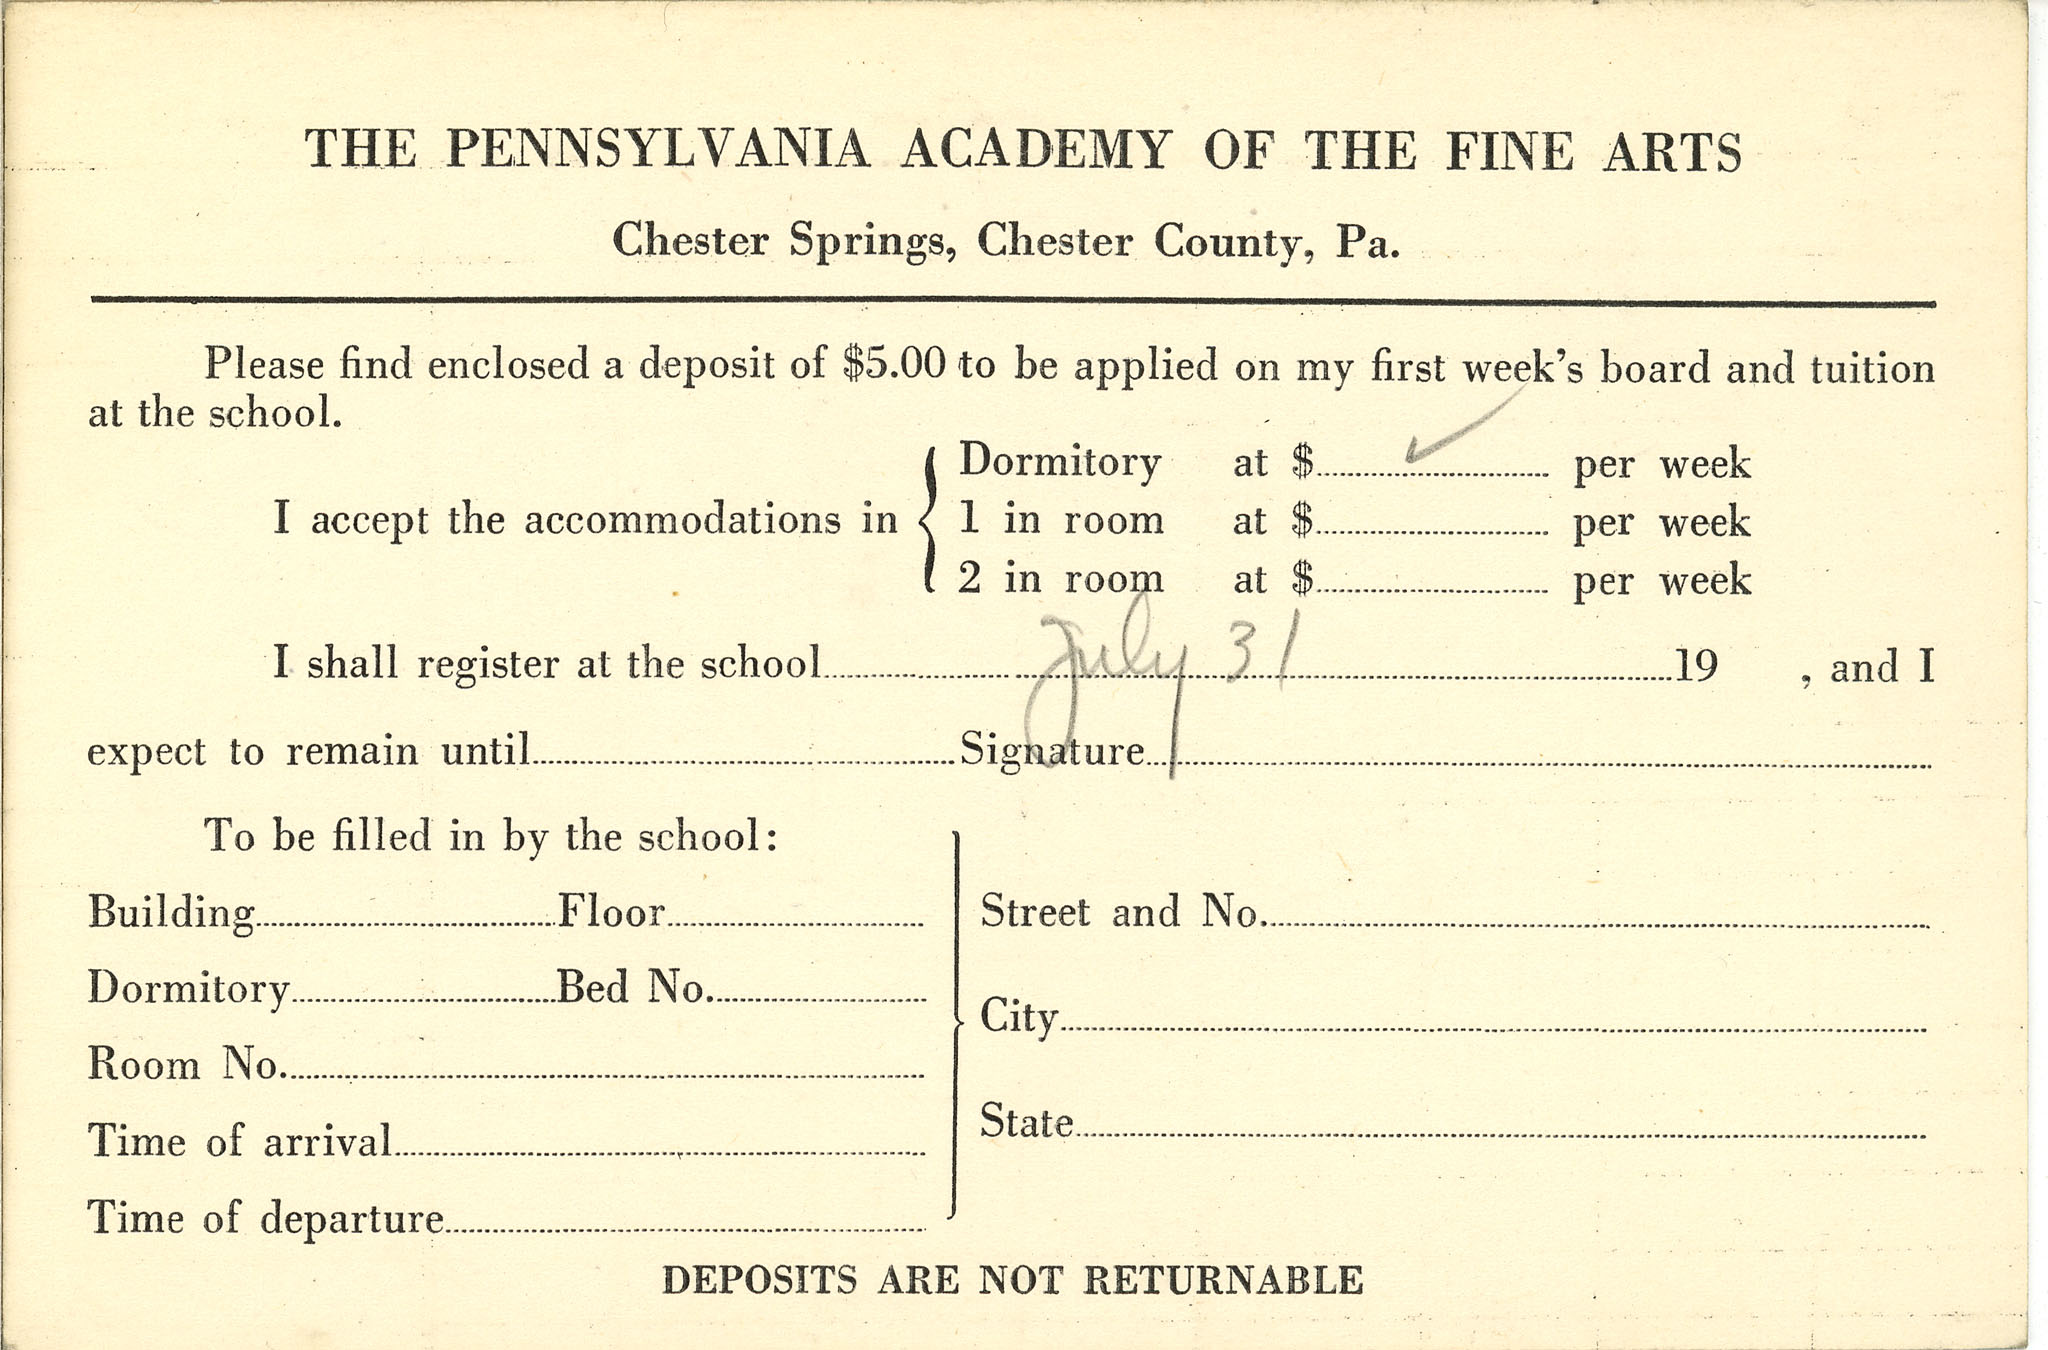 THE PENNSYLVANIA ACADEMY OF THE FINE ARTS
Chester Springs, Chester County, Pa.
Please find enclosed a deposit of $5.00 to be applied on my first week's board and tuition
at the school.
Dormitory at $ ✓ per week
I accept the accommodations in { 1 in room at $ per week
2 in room at $ per week
I shall register at the school July 31 19 , and I
expect to remain until Signature
To be filled in by the school:
Building Floor
Dormitory Bed No.
Room No.
Time of arrival
Time of departure
Street and No.
City
State
DEPOSITS ARE NOT RETURNABLE